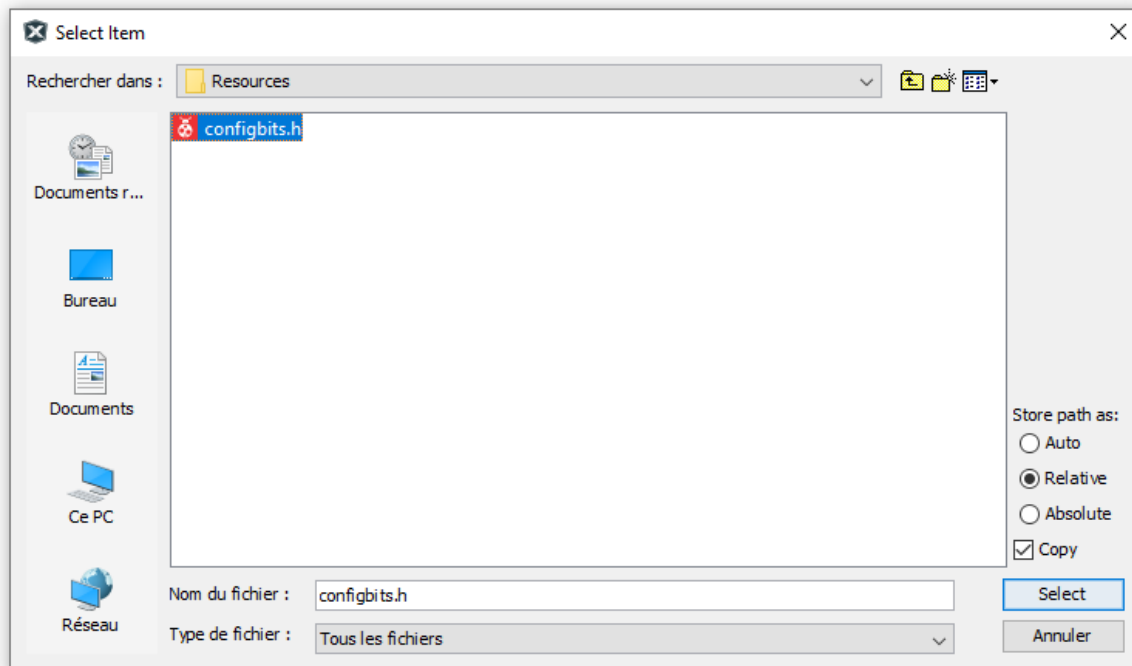 Select Item
Rechercher dans :
Resources
configbits.h
Documents r...
Bureau
Documents
Ce PC
Réseau
Store path as:
Auto
Relative
Absolute
Copy
Nom du fichier :
configbits.h
Select
Type de fichier :
Tous les fichiers
Annuler